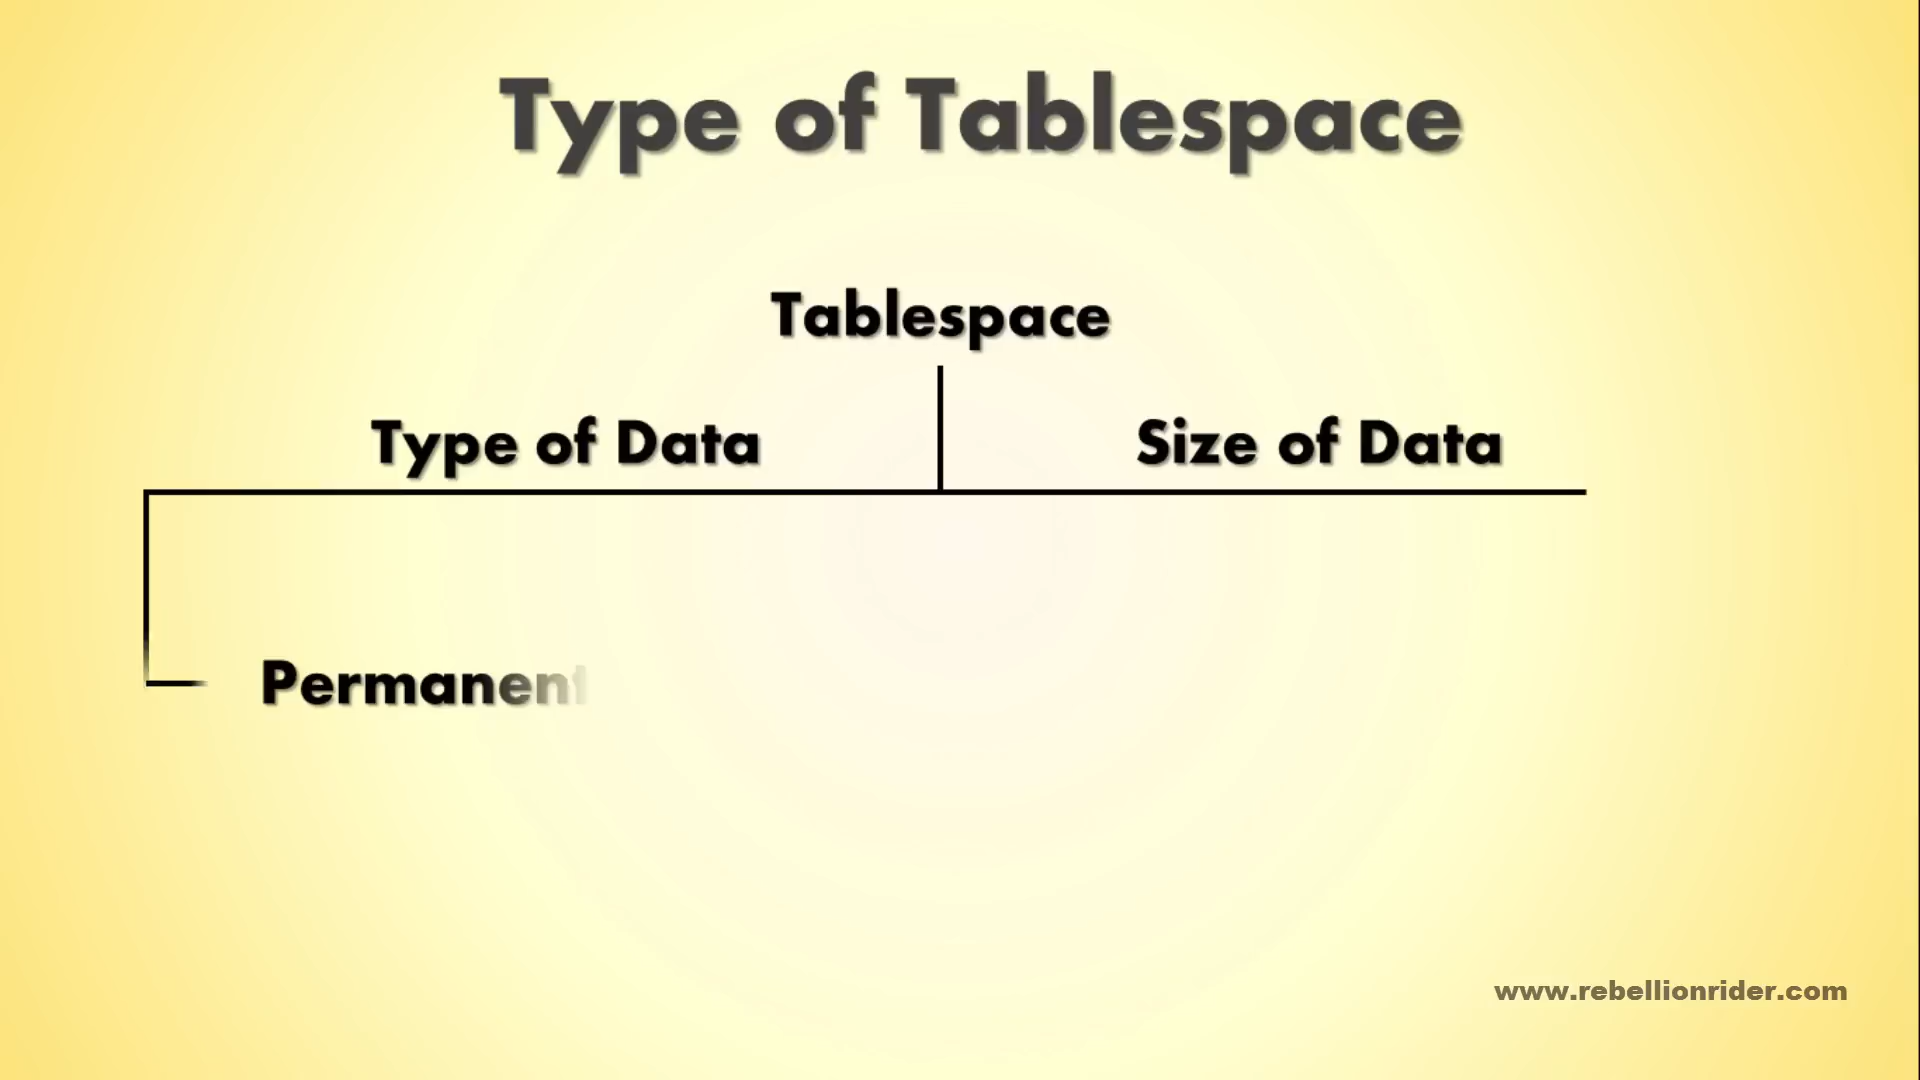 Type of Tablespace
Tablespace
Type of Data
Size of Data
Permanent
www.rebellionrider.com